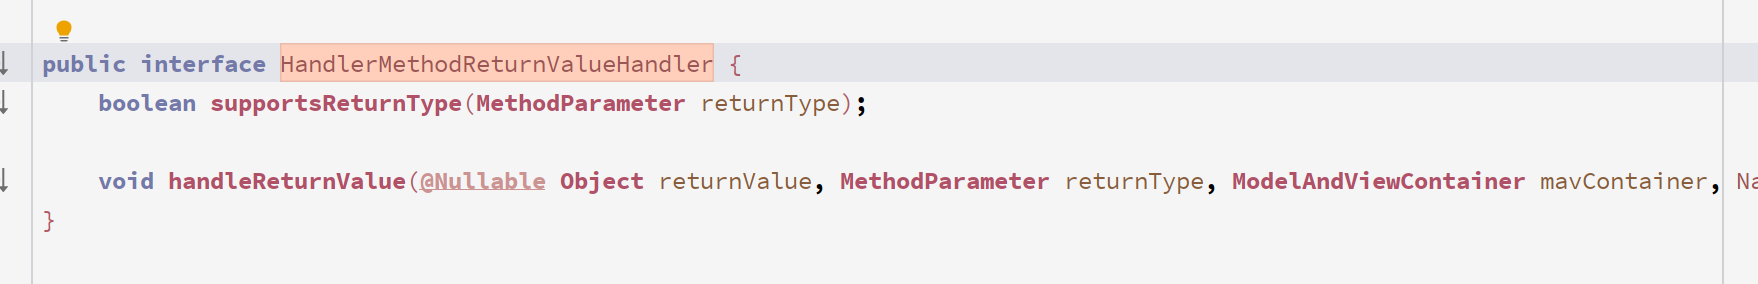 public interface HandlerMethodReturnValueHandler {
boolean supportsReturnType(MethodParameter returnType);
void handleReturnValue(@Nullable Object returnValue, MethodParameter returnType, ModelAndViewContainer mavContainer, Na
}